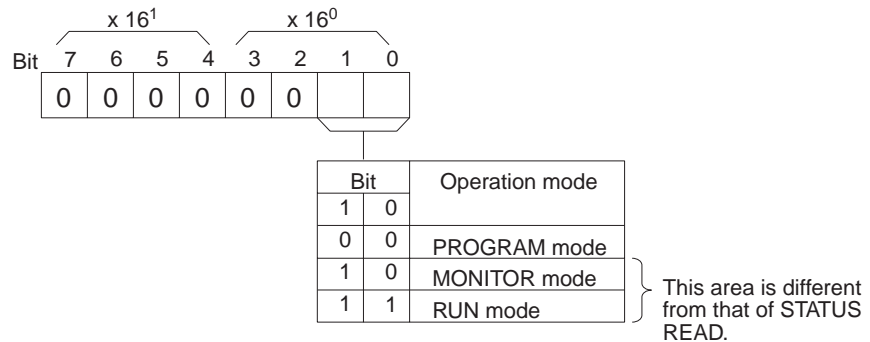 x 16¹ x 16⁰
Bit 7 6 5 4 3 2 1 0
0 0 0 0 0 0
Bit Operation mode
1 0
0 0 PROGRAM mode
1 0 MONITOR mode
1 1 RUN mode
This area is different
from that of STATUS
READ.